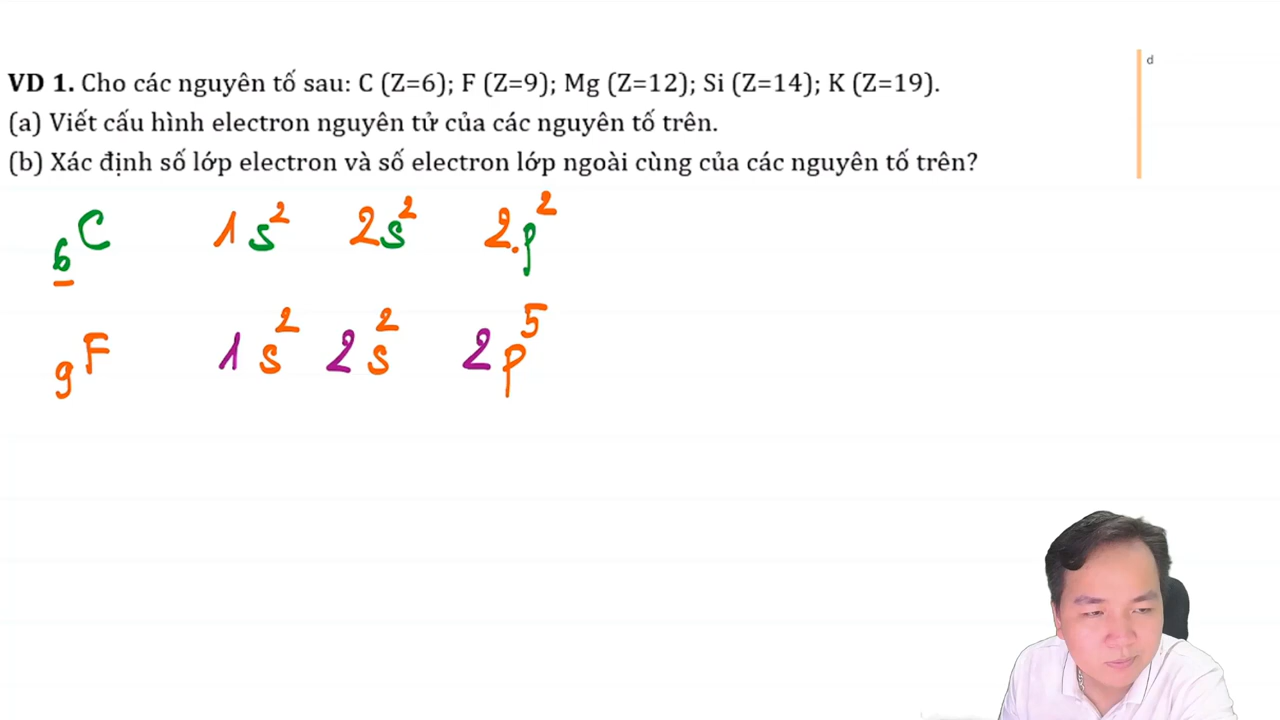 VD 1. Cho các nguyên tố sau: C (Z=6); F (Z=9); Mg (Z=12); Si (Z=14); K (Z=19).
(a) Viết cấu hình electron nguyên tử của các nguyên tố trên.
(b) Xác định số lớp electron và số electron lớp ngoài cùng của các nguyên tố trên?
d
₆C 1s² 2s² 2.p²
₉F 1s² 2s² 2p⁵